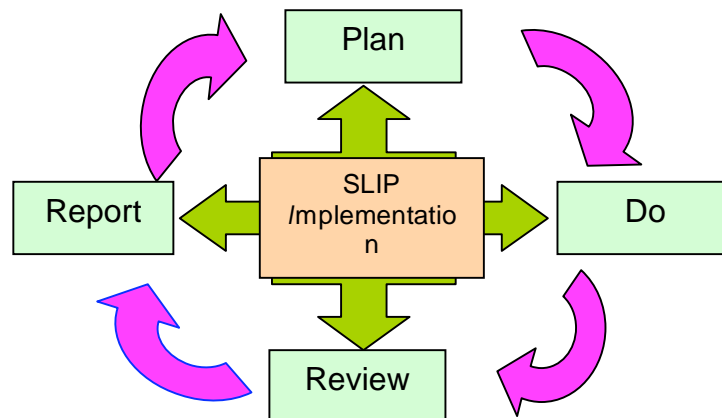 Plan
Report
SLIP
Implementatio
n
Do
Review